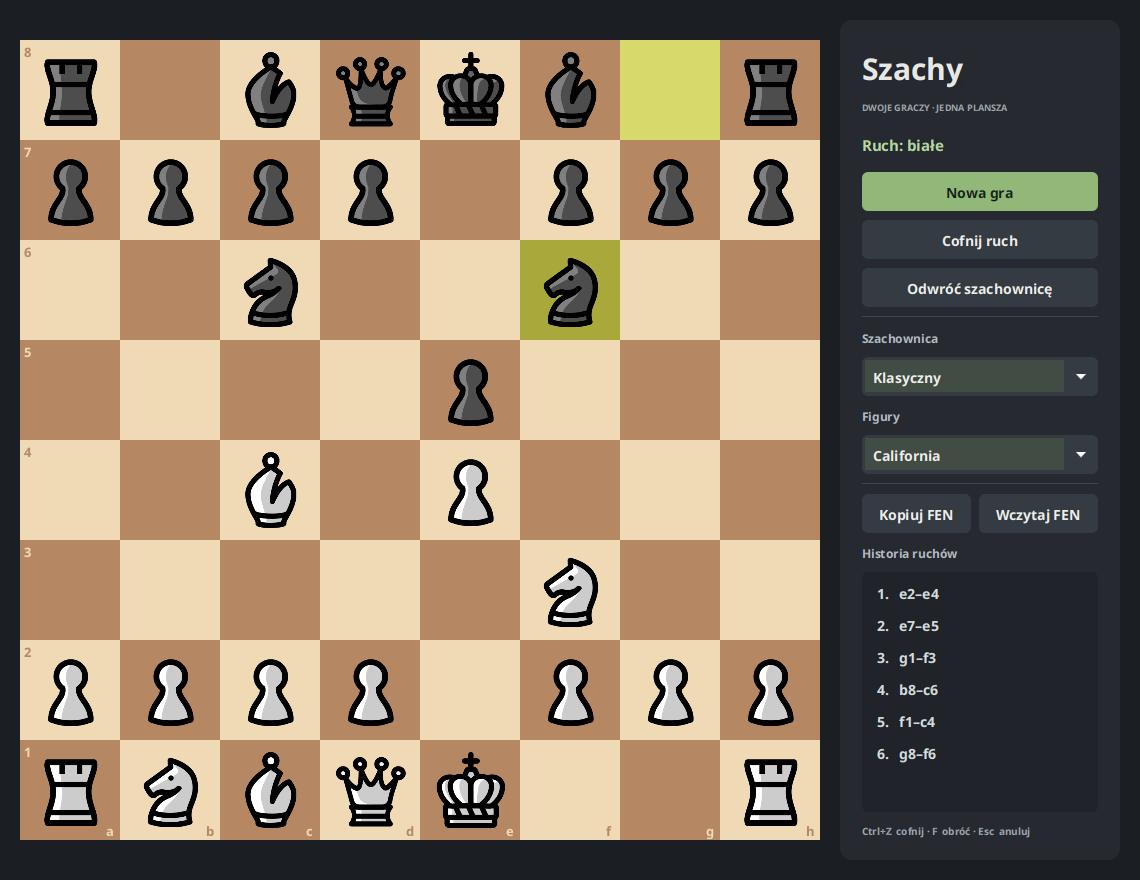 8
7
6
5
4
3
2
1
a b c d e f g h
Szachy
DWOJE GRACZY · JEDNA PLANSZA
Ruch: białe
Nowa gra
Cofnij ruch
Odwróć szachownicę
Szachownica
Klasyczny
Figury
California
Kopiuj FEN Wczytaj FEN
Historia ruchów
1. e2–e4
2. e7–e5
3. g1–f3
4. b8–c6
5. f1–c4
6. g8–f6
Ctrl+Z cofnij · F obróć · Esc anuluj